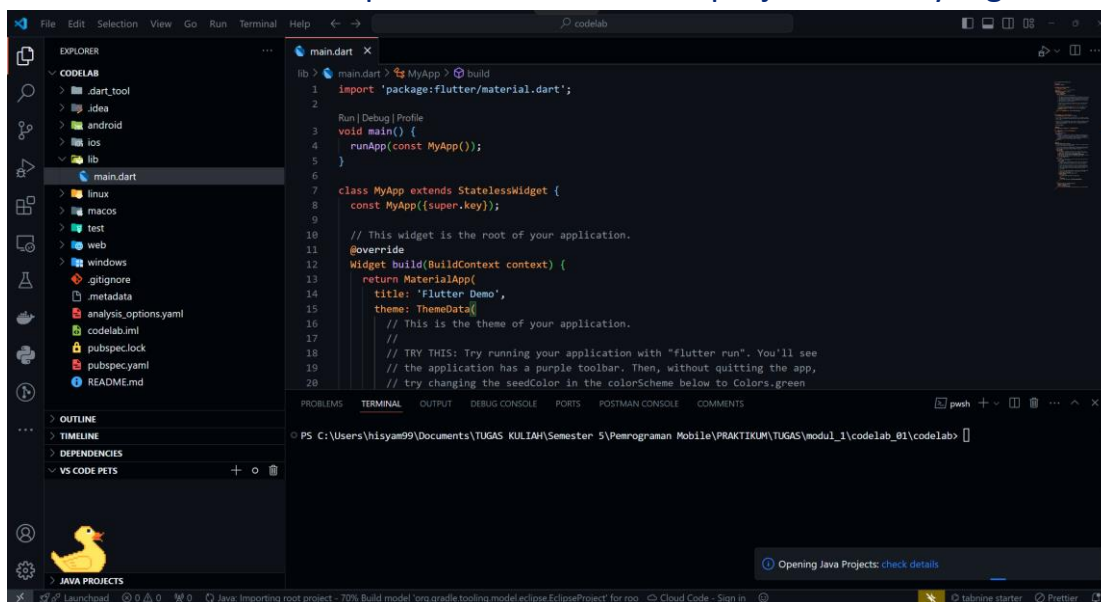 File Edit Selection View Go Run Terminal Help
codelab
EXPLORER
CODELAB
.dart_tool
.idea
android
ios
lib
main.dart
linux
macos
test
web
windows
.gitignore
.metadata
analysis_options.yaml
codelab.iml
pubspec.lock
pubspec.yaml
README.md
OUTLINE
TIMELINE
DEPENDENCIES
VS CODE PETS
JAVA PROJECTS
main.dart
lib > main.dart > MyApp > build
1 import 'package:flutter/material.dart';
2
Run | Debug | Profile
3 void main() {
4 runApp(const MyApp());
5 }
6
7 class MyApp extends StatelessWidget {
8 const MyApp({super.key});
9
10 // This widget is the root of your application.
11 @override
12 Widget build(BuildContext context) {
13 return MaterialApp(
14 title: 'Flutter Demo',
15 theme: ThemeData(
16 // This is the theme of your application.
17 //
18 // TRY THIS: Try running your application with "flutter run". You'll see
19 // the application has a purple toolbar. Then, without quitting the app,
20 // try changing the seedColor in the colorScheme below to Colors.green
PROBLEMS TERMINAL OUTPUT DEBUG CONSOLE PORTS POSTMAN CONSOLE COMMENTS
pwsh
PS C:\Users\hisyam99\Documents\TUGAS KULIAH\Semester 5\Pemrograman Mobile\PRAKTIKUM\TUGAS\modul_1\codelab_01\codelab>
Opening Java Projects: check details
Launchpad 0 0 0 Java: Importing root project - 70% Build model 'org.gradle.tooling.model.eclipse.EclipseProject' for roo Cloud Code - Sign in tabnine starter Prettier